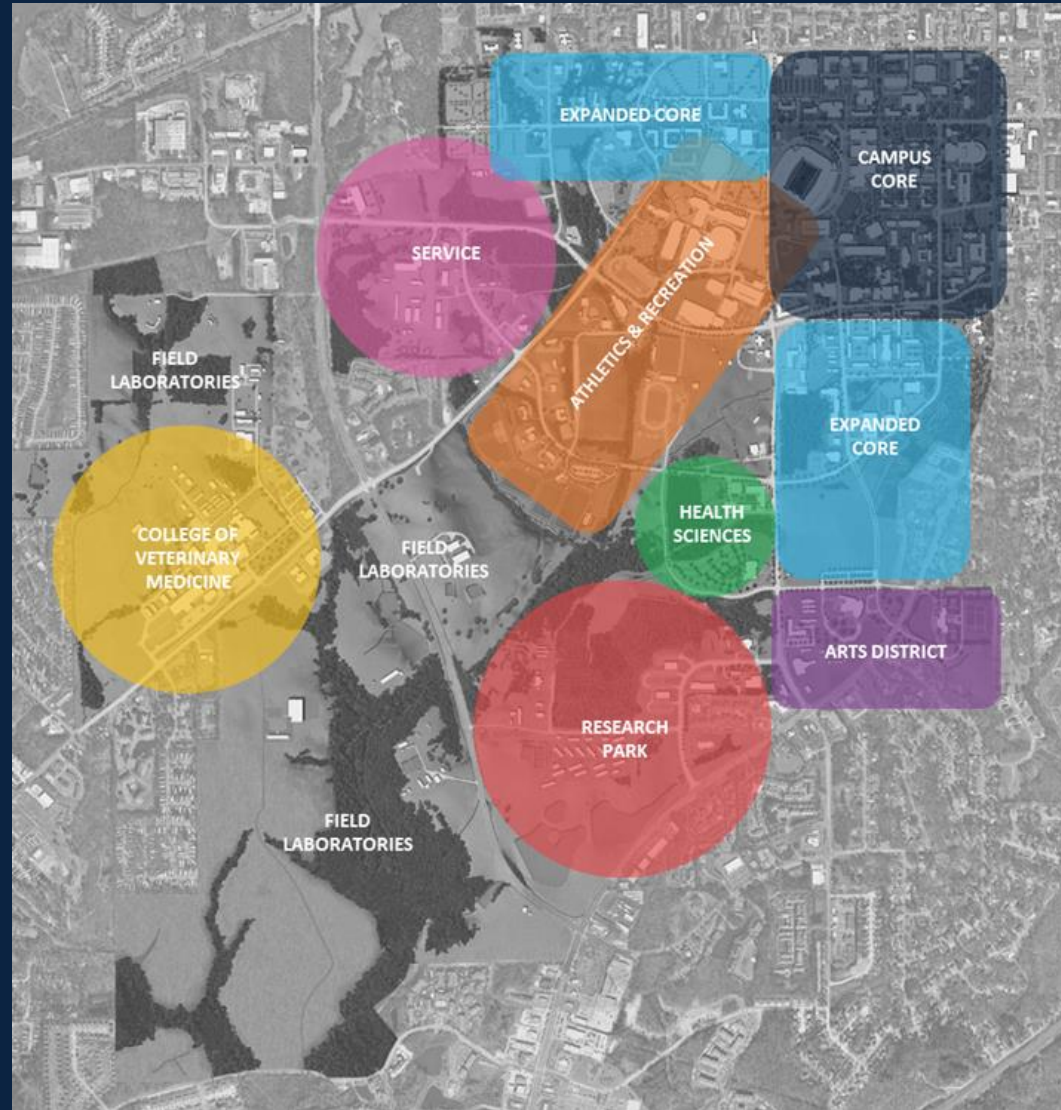 EXPANDED CORE
CAMPUS
CORE
SERVICE
ATHLETICS & RECREATION
FIELD
LABORATORIES
EXPANDED
CORE
COLLEGE OF
VETERINARY
MEDICINE
FIELD
LABORATORIES
HEALTH
SCIENCES
ARTS DISTRICT
RESEARCH
PARK
FIELD
LABORATORIES